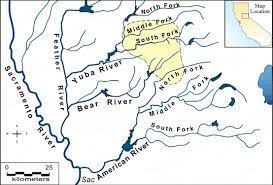 Map
Location
North Fork
Middle Fork
South Fork
Feather River
Yuba River
Sacramento River
Bear River
North Fork
Middle Fork
South Fork
American River
Sac
0
25
kilometers